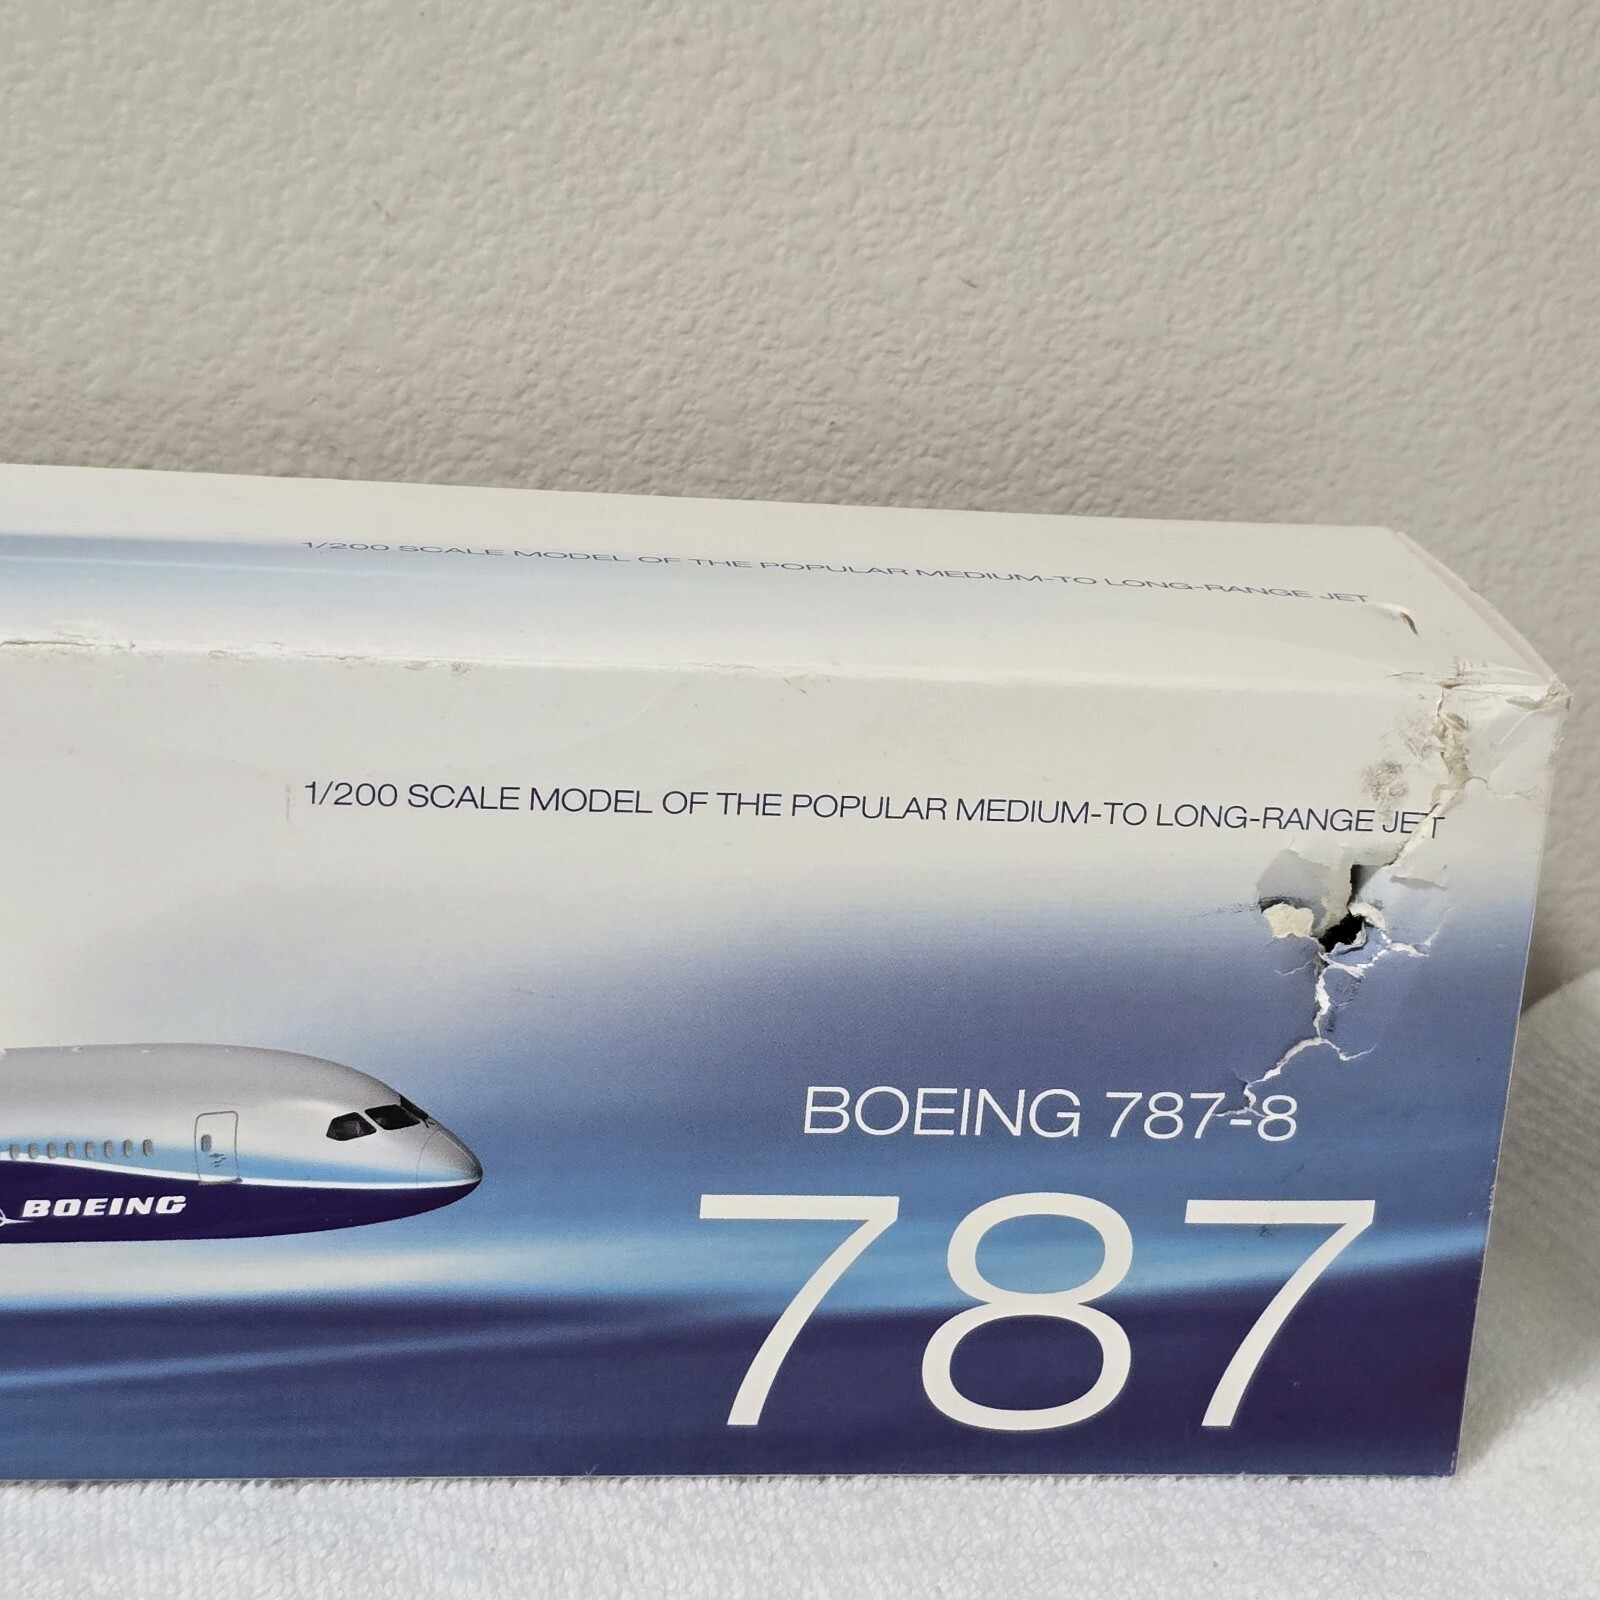 1/200 SCALE MODEL OF THE POPULAR MEDIUM-TO LONG-RANGE JET
1/200 SCALE MODEL OF THE POPULAR MEDIUM-TO LONG-RANGE JET
BOEING 787-8
BOEING
787